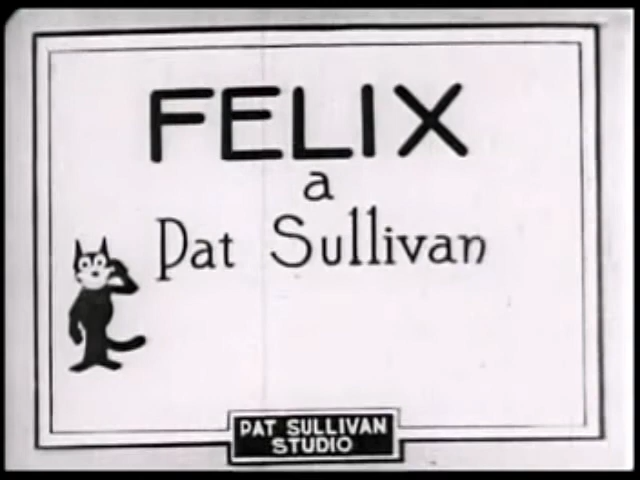 FELIX
a
Pat Sullivan
PAT SULLIVAN
STUDIO